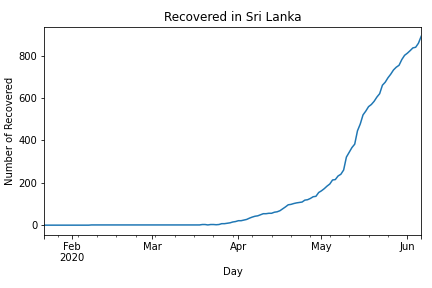 Recovered in Sri Lanka
Number of Recovered
800
600
400
200
0
Feb
2020
Mar
Apr
May
Jun
Day